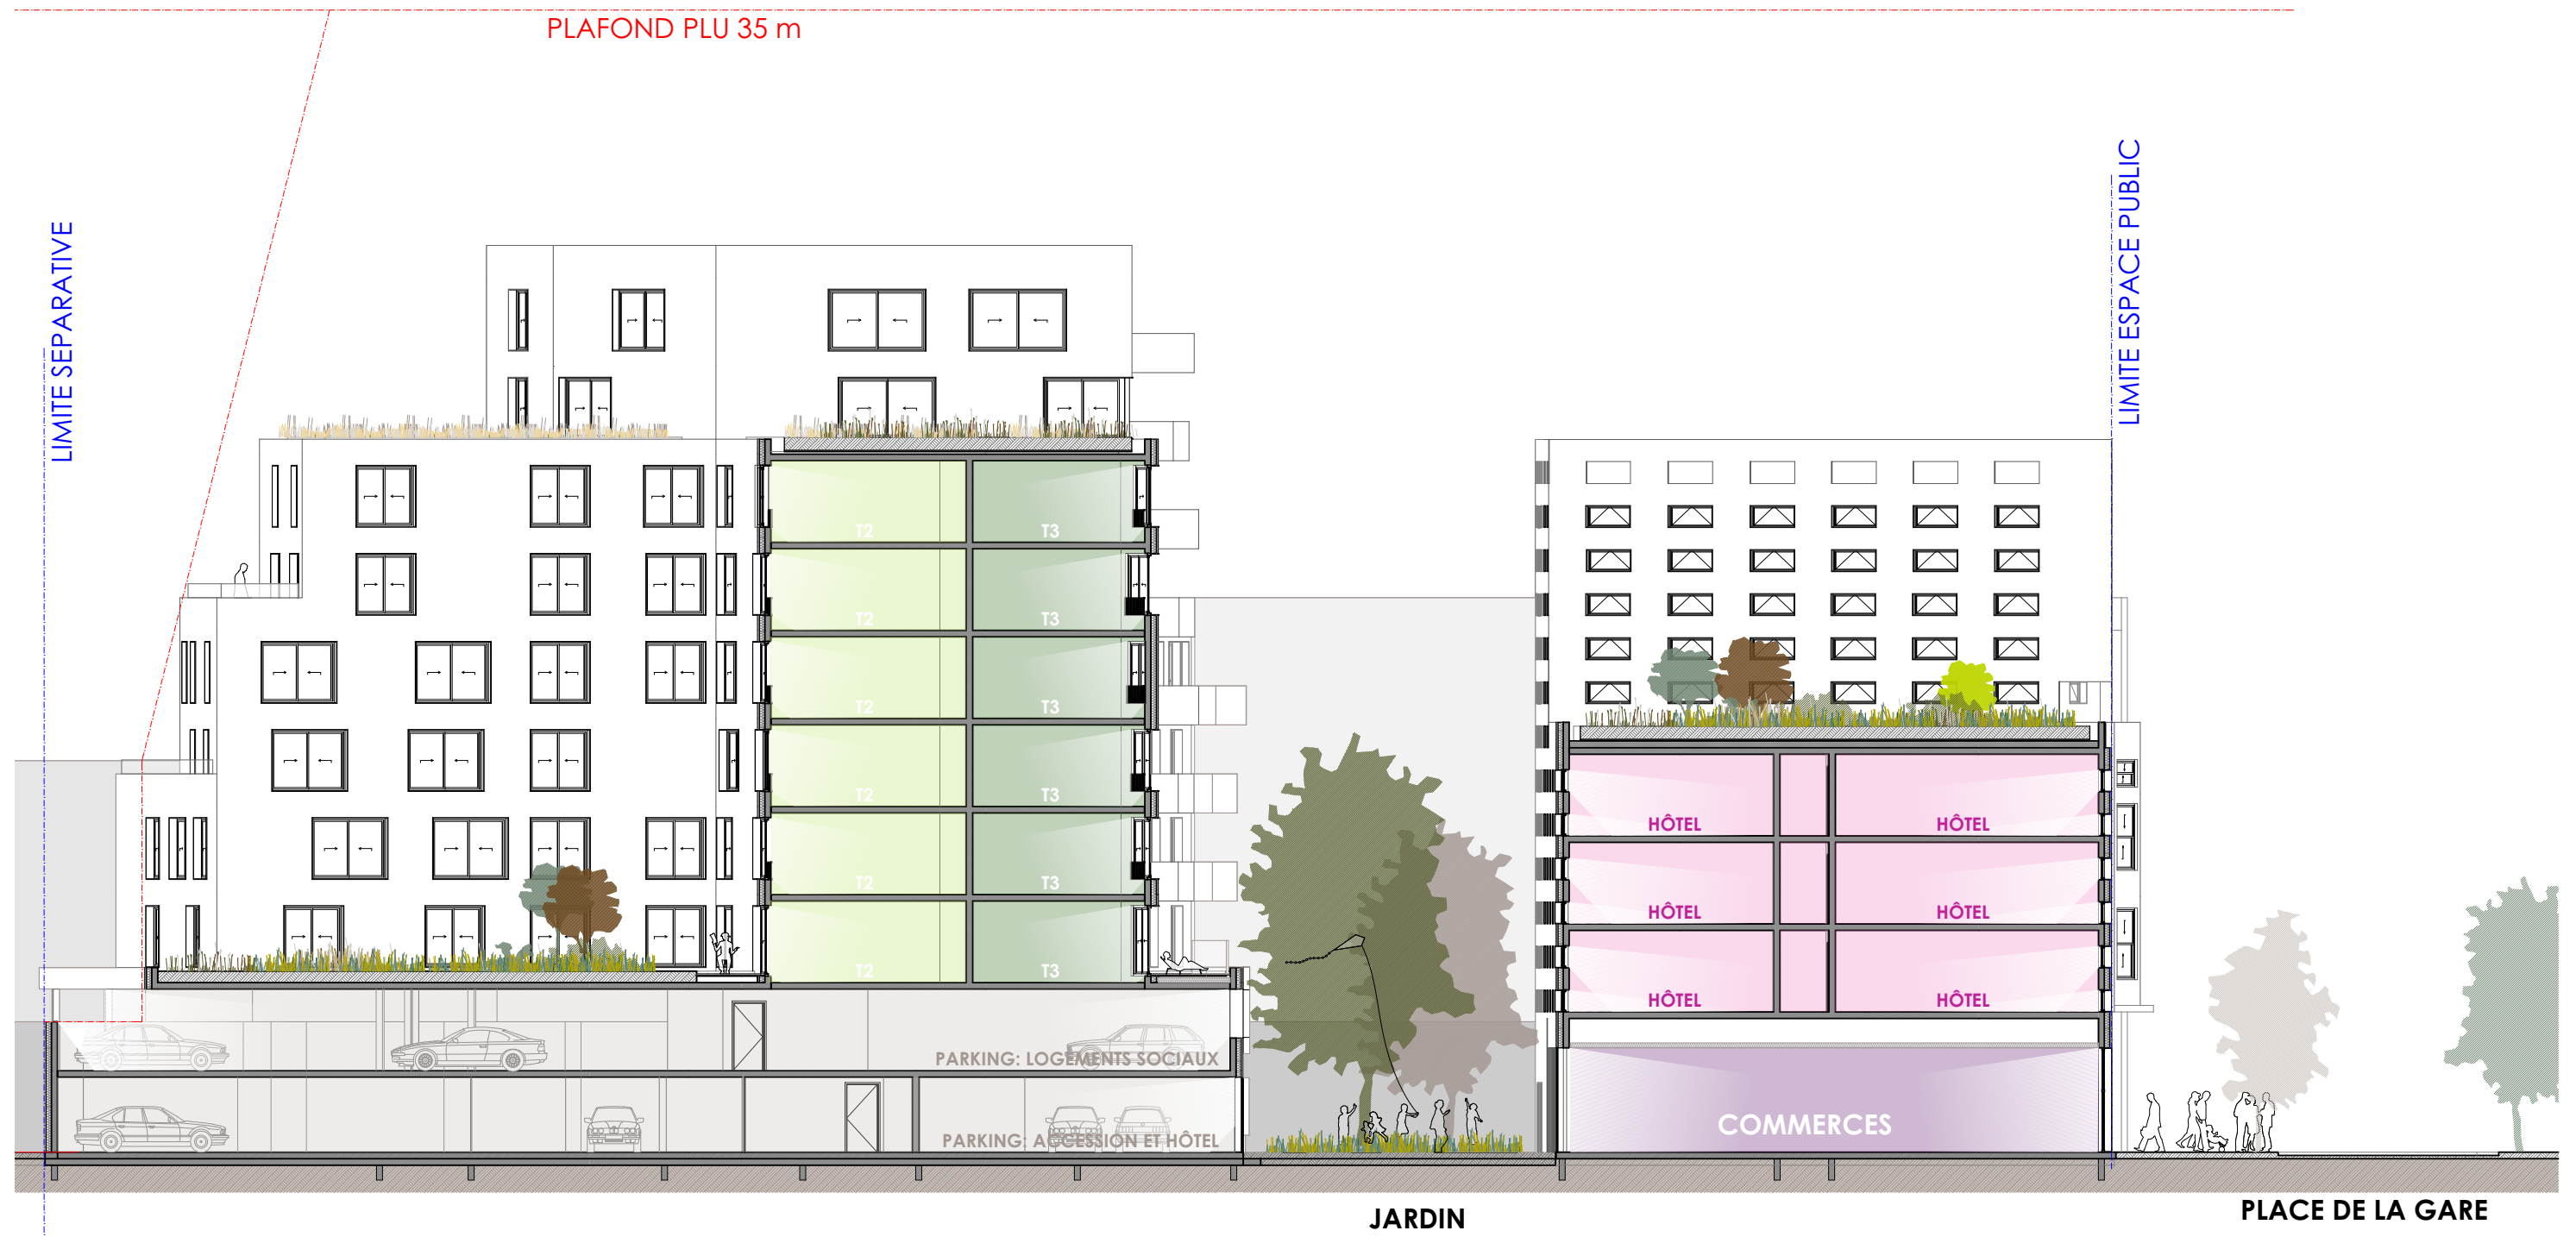 PLAFOND PLU 35 m
LIMITE SEPARATIVE
LIMITE ESPACE PUBLIC
T2 T3
T2 T3
T2 T3
T2 T3
T2 T3
T2 T3
HÔTEL HÔTEL
HÔTEL HÔTEL
HÔTEL HÔTEL
PARKING: LOGEMENTS SOCIAUX
PARKING: ACCESSION ET HÔTEL
COMMERCES
JARDIN
PLACE DE LA GARE